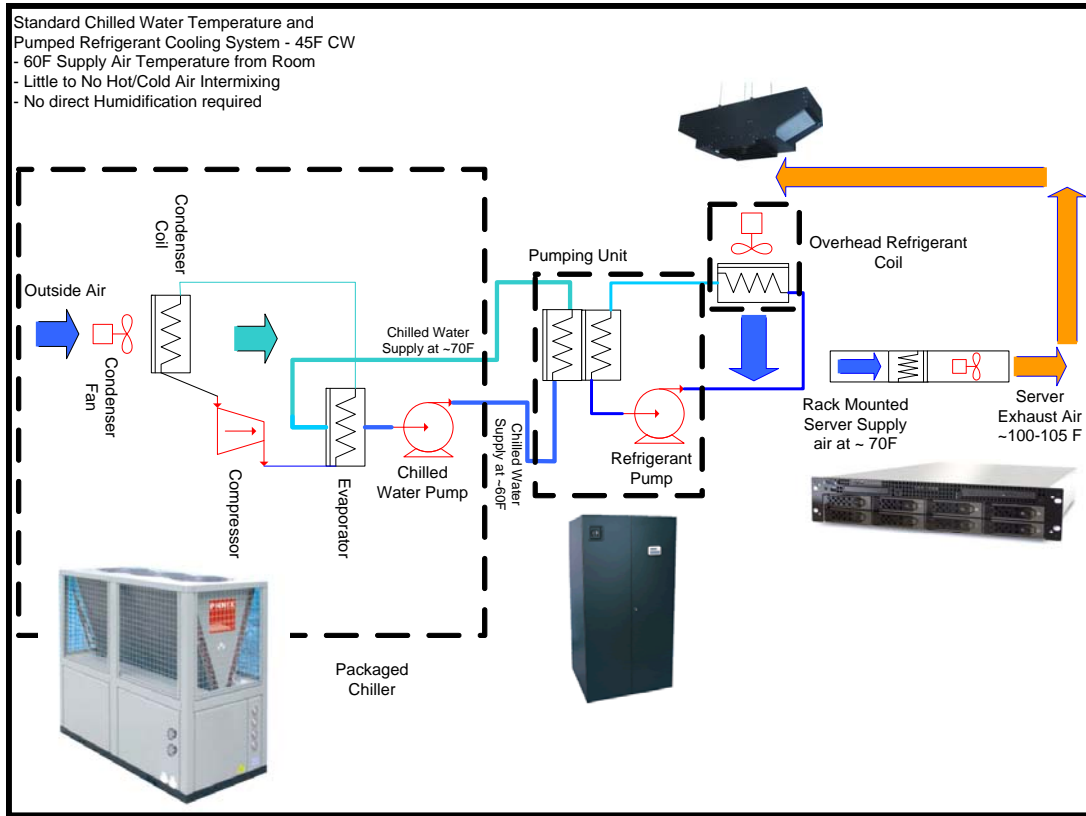 Standard Chilled Water Temperature and
Pumped Refrigerant Cooling System - 45F CW
- 60F Supply Air Temperature from Room
- Little to No Hot/Cold Air Intermixing
- No direct Humidification required
Condenser
Coil
Outside Air
Condenser
Fan
Compressor
Evaporator
Chilled Water
Supply at ~70F
Chilled
Water Pump
Chilled Water
Supply at ~60F
Pumping Unit
Refrigerant
Pump
Overhead Refrigerant
Coil
Rack Mounted
Server Supply
air at ~ 70F
Server
Exhaust Air
~100-105 F
Packaged
Chiller